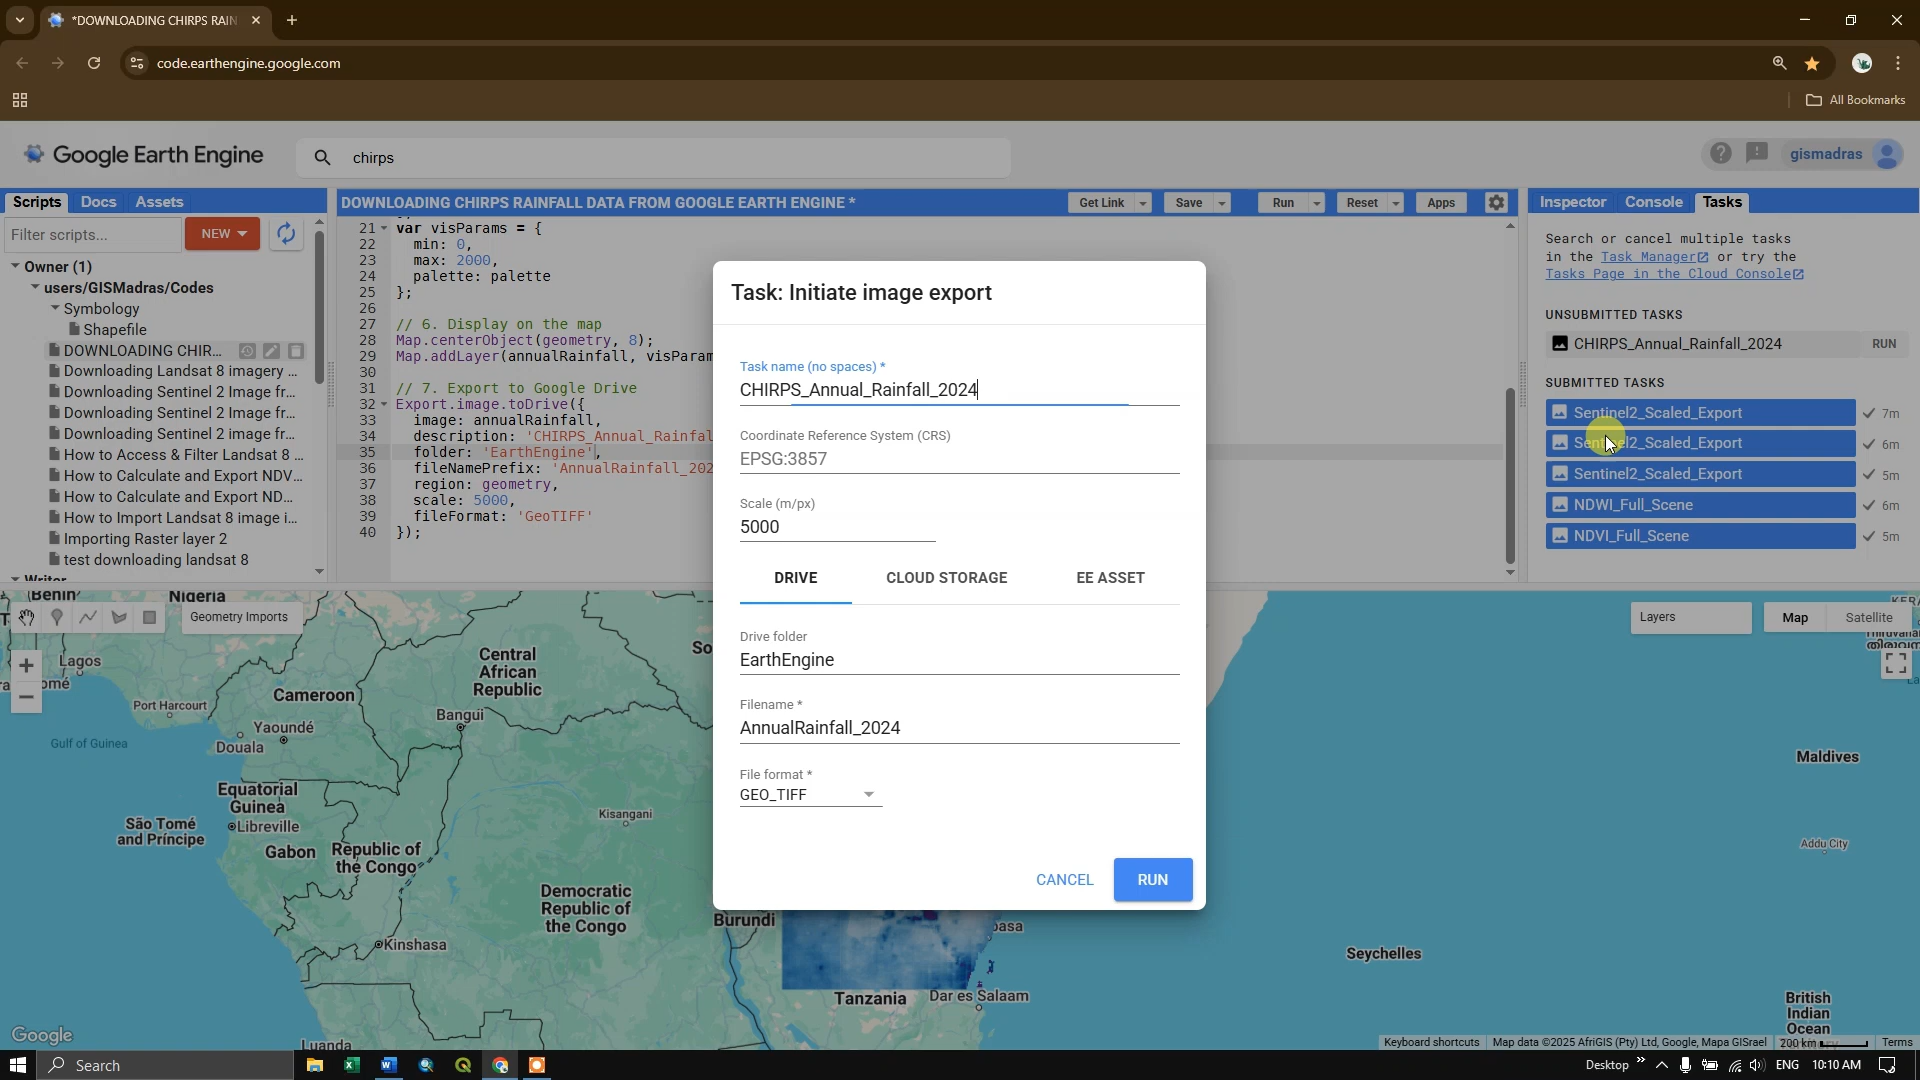 *DOWNLOADING CHIRPS RAIN
code.earthengine.google.com
All Bookmarks
Google Earth Engine
chirps
gismadras
Scripts Docs Assets
DOWNLOADING CHIRPS RAINFALL DATA FROM GOOGLE EARTH ENGINE *
Get Link Save Run Reset Apps
Inspector Console Tasks
Filter scripts...
NEW
Owner (1)
users/GISMadras/Codes
Symbology
Shapefile
DOWNLOADING CHIR...
Downloading Landsat 8 imagery ...
Downloading Sentinel 2 Image fr...
Downloading Sentinel 2 Image fr...
Downloading Sentinel 2 image fr...
How to Access & Filter Landsat 8 ...
How to Calculate and Export NDV...
How to Calculate and Export ND...
How to Import Landsat 8 image i...
Importing Raster layer 2
test downloading landsat 8
Writer
21 var visParams = {
22 min: 0,
23 max: 2000,
24 palette: palette
25 };
26
27 // 6. Display on the map
28 Map.centerObject(geometry, 8);
29 Map.addLayer(annualRainfall, visParam
30
31 // 7. Export to Google Drive
32 Export.image.toDrive({
33 image: annualRainfall,
34 description: 'CHIRPS_Annual_Rainfal
35 folder: 'EarthEngine',
36 fileNamePrefix: 'AnnualRainfall_202
37 region: geometry,
38 scale: 5000,
39 fileFormat: 'GeoTIFF'
40 });
Task: Initiate image export
Task name (no spaces) *
CHIRPS_Annual_Rainfall_2024
Coordinate Reference System (CRS)
EPSG:3857
Scale (m/px)
5000
DRIVE CLOUD STORAGE EE ASSET
Drive folder
EarthEngine
Filename *
AnnualRainfall_2024
File format *
GEO_TIFF
CANCEL RUN
Search or cancel multiple tasks
in the Task Manager or try the
Tasks Page in the Cloud Console
UNSUBMITTED TASKS
CHIRPS_Annual_Rainfall_2024 RUN
SUBMITTED TASKS
Sentinel2_Scaled_Export 7m
Sentinel2_Scaled_Export 6m
Sentinel2_Scaled_Export 5m
NDWI_Full_Scene 6m
NDVI_Full_Scene 5m
Benin
Nigeria
Geometry Imports
Layers
Map Satellite
Lagos
Port Harcourt
Cameroon
Yaoundé
Douala
Gulf of Guinea
Central
African
Republic
Bangui
So
Equatorial
Guinea
Libreville
São Tomé
and Príncipe
Gabon
Republic of
the Congo
Kisangani
Democratic
Republic of
the Congo
Kinshasa
Burundi
Luanda
Tanzania
Dar es Salaam
Maldives
Addu City
Seychelles
British
Indian
Ocean
Google
Keyboard shortcuts Map data ©2025 AfriGIS (Pty) Ltd, Google, Mapa GISrael 200 km Terms
Search
Desktop
ENG 10:10 AM